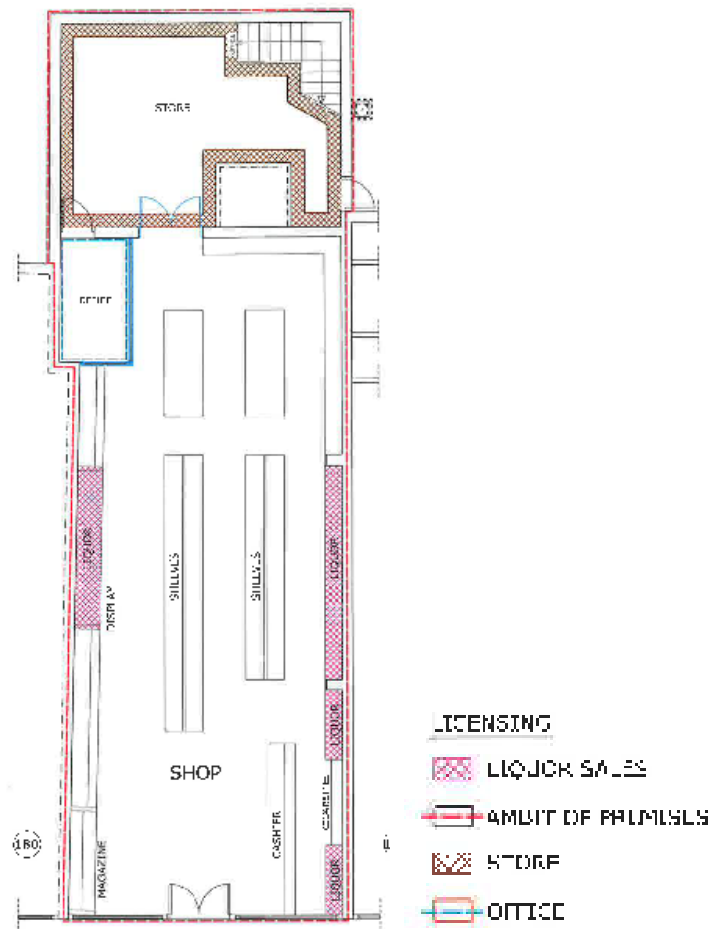 STORE
OFFICE
LIQUOR
DISPLAY
SHELVES
SHELVES
LIQUOR
LIQUOR
SHOP
CASHIER
LIQUOR
MAGAZINE
180
LICENSING
LIQUOR SALES
AMBIT OF PREMISES
STORE
OFFICE